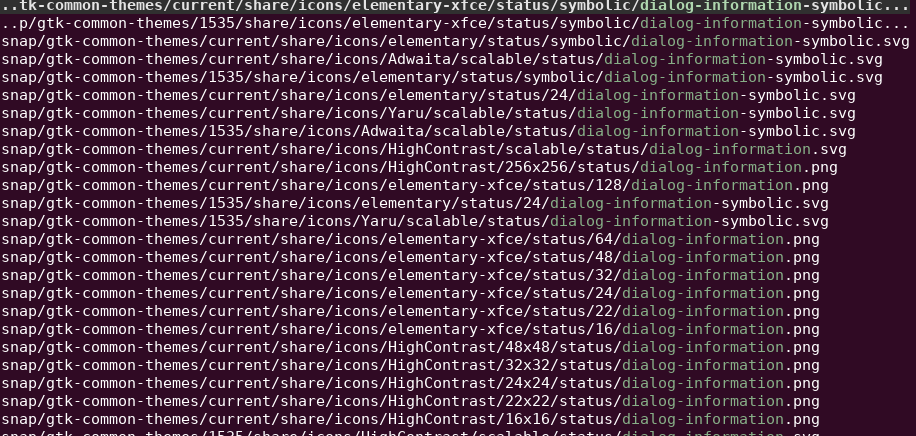 ..tk-common-themes/current/share/icons/elementary-xfce/status/symbolic/dialog-information-symbolic...
..p/gtk-common-themes/1535/share/icons/elementary-xfce/status/symbolic/dialog-information-symbolic...
snap/gtk-common-themes/current/share/icons/elementary/status/symbolic/dialog-information-symbolic.svg
snap/gtk-common-themes/current/share/icons/Adwaita/scalable/status/dialog-information-symbolic.svg
snap/gtk-common-themes/1535/share/icons/elementary/status/symbolic/dialog-information-symbolic.svg
snap/gtk-common-themes/current/share/icons/elementary/status/24/dialog-information-symbolic.svg
snap/gtk-common-themes/current/share/icons/Yaru/scalable/status/dialog-information-symbolic.svg
snap/gtk-common-themes/1535/share/icons/Adwaita/scalable/status/dialog-information-symbolic.svg
snap/gtk-common-themes/current/share/icons/HighContrast/scalable/status/dialog-information.svg
snap/gtk-common-themes/current/share/icons/HighContrast/256x256/status/dialog-information.png
snap/gtk-common-themes/current/share/icons/elementary-xfce/status/128/dialog-information.png
snap/gtk-common-themes/1535/share/icons/elementary/status/24/dialog-information-symbolic.svg
snap/gtk-common-themes/1535/share/icons/Yaru/scalable/status/dialog-information-symbolic.svg
snap/gtk-common-themes/current/share/icons/elementary-xfce/status/64/dialog-information.png
snap/gtk-common-themes/current/share/icons/elementary-xfce/status/48/dialog-information.png
snap/gtk-common-themes/current/share/icons/elementary-xfce/status/32/dialog-information.png
snap/gtk-common-themes/current/share/icons/elementary-xfce/status/24/dialog-information.png
snap/gtk-common-themes/current/share/icons/elementary-xfce/status/22/dialog-information.png
snap/gtk-common-themes/current/share/icons/elementary-xfce/status/16/dialog-information.png
snap/gtk-common-themes/current/share/icons/HighContrast/48x48/status/dialog-information.png
snap/gtk-common-themes/current/share/icons/HighContrast/32x32/status/dialog-information.png
snap/gtk-common-themes/current/share/icons/HighContrast/24x24/status/dialog-information.png
snap/gtk-common-themes/current/share/icons/HighContrast/22x22/status/dialog-information.png
snap/gtk-common-themes/current/share/icons/HighContrast/16x16/status/dialog-information.png
snap/gtk-common-themes/1535/share/icons/HighContrast/scalable/status/dialog-information.svg